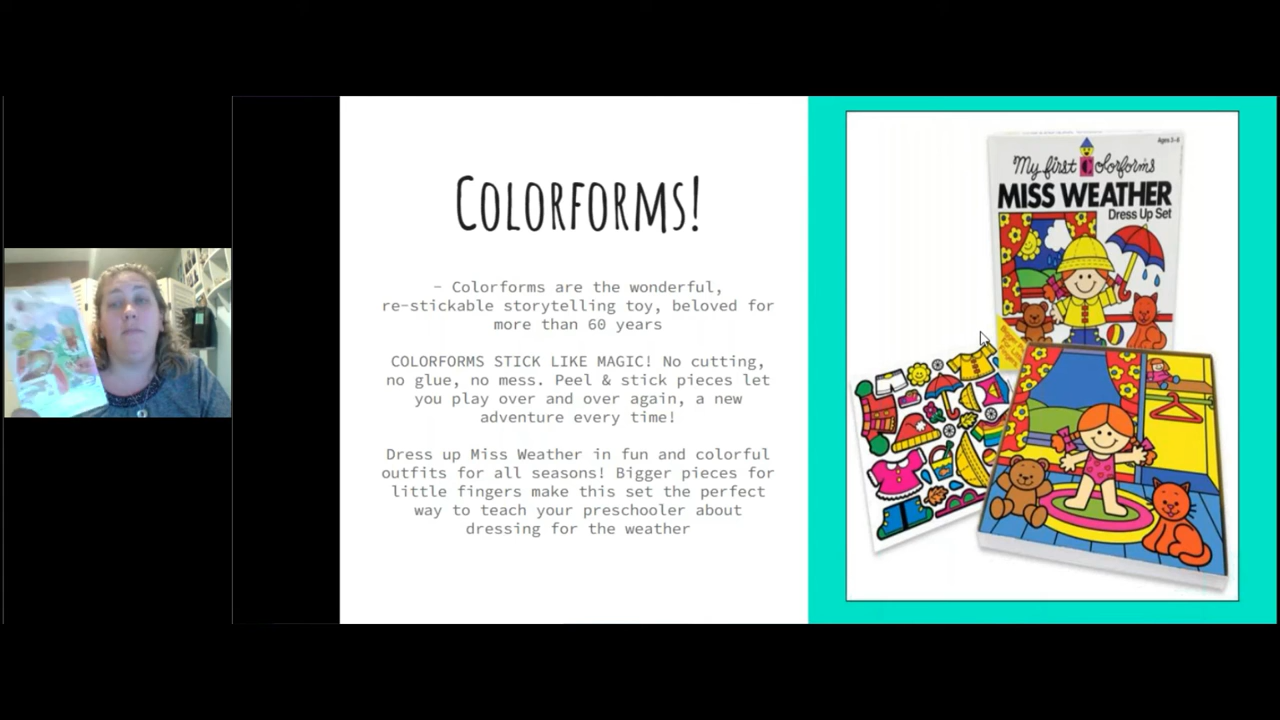 COLORFORMS!
– Colorforms are the wonderful,
re-stickable storytelling toy, beloved for
more than 60 years
COLORFORMS STICK LIKE MAGIC! No cutting,
no glue, no mess. Peel & stick pieces let
you play over and over again, a new
adventure every time!
Dress up Miss Weather in fun and colorful
outfits for all seasons! Bigger pieces for
little fingers make this set the perfect
way to teach your preschooler about
dressing for the weather
Ages 3-8
My first Colorforms
MISS WEATHER
Dress Up Set